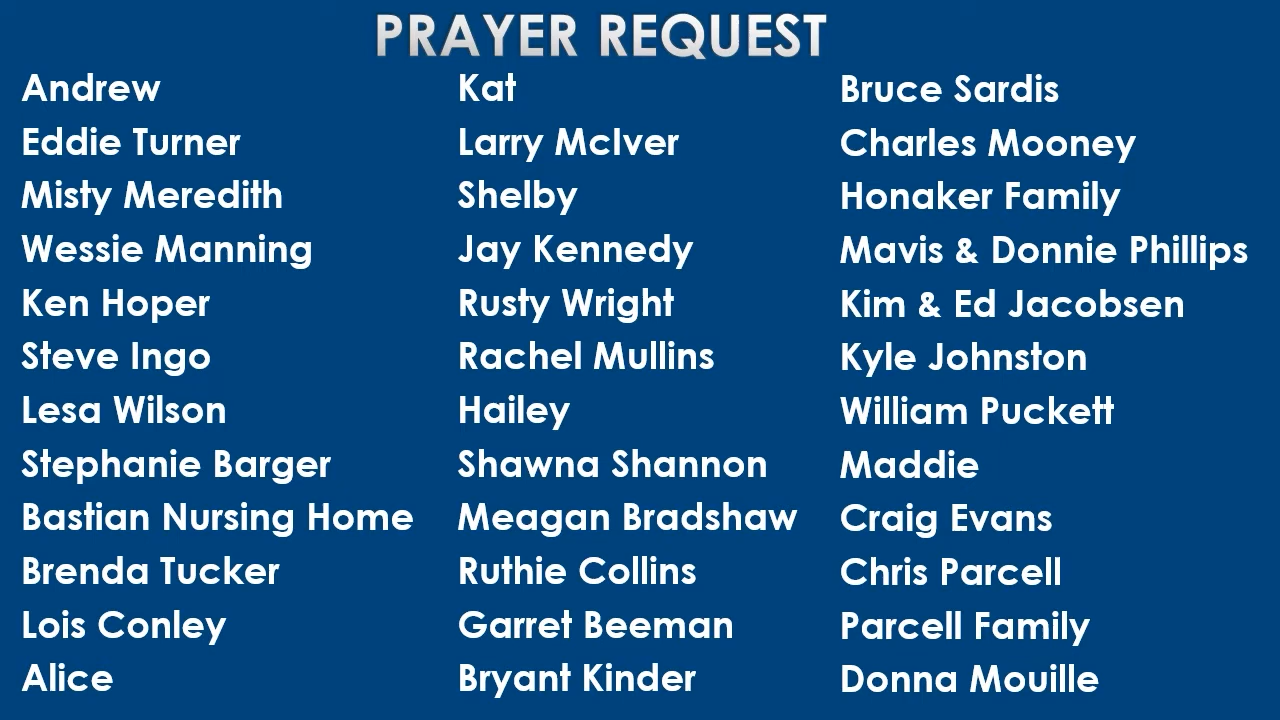 PRAYER REQUEST
Andrew
Eddie Turner
Misty Meredith
Wessie Manning
Ken Hoper
Steve Ingo
Lesa Wilson
Stephanie Barger
Bastian Nursing Home
Brenda Tucker
Lois Conley
Alice
Kat
Larry McIver
Shelby
Jay Kennedy
Rusty Wright
Rachel Mullins
Hailey
Shawna Shannon
Meagan Bradshaw
Ruthie Collins
Garret Beeman
Bryant Kinder
Bruce Sardis
Charles Mooney
Honaker Family
Mavis & Donnie Phillips
Kim & Ed Jacobsen
Kyle Johnston
William Puckett
Maddie
Craig Evans
Chris Parcell
Parcell Family
Donna Mouille